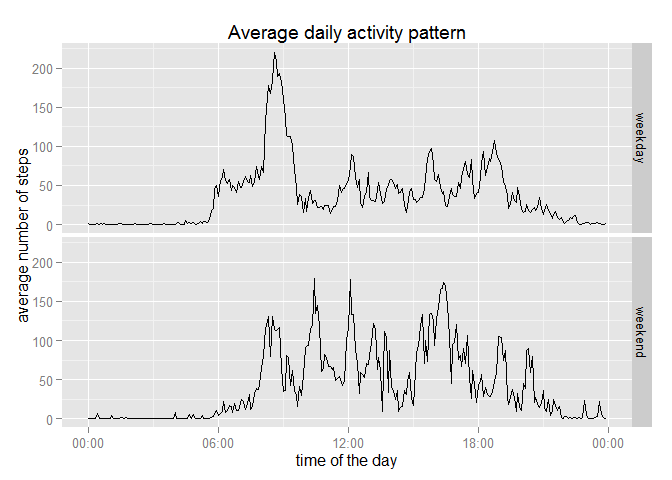 Average daily activity pattern
average number of steps
200
150
100
50
0
weekday
200
150
100
50
0
weekend
00:00 06:00 12:00 18:00 00:00
time of the day